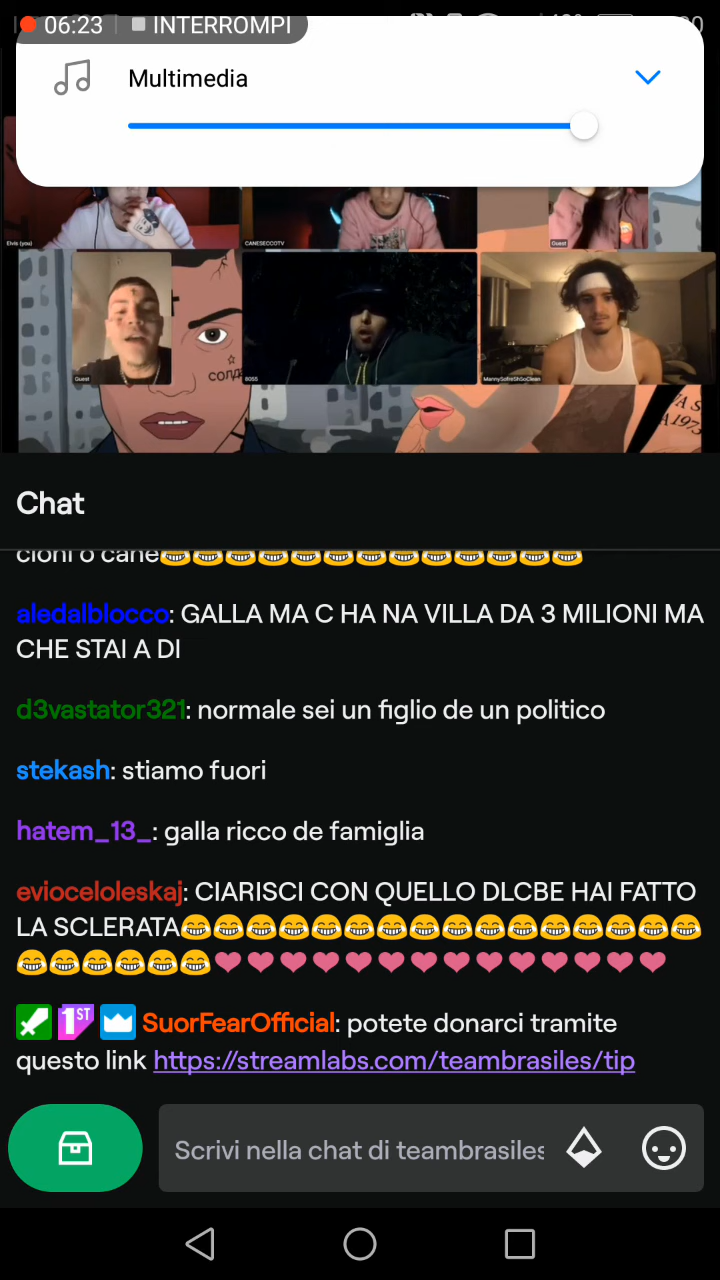 06:23 INTERROMPI
Multimedia
Elvis (you)
CANESECCOTV
Guest
Guest
BOSS
MannySofreShSoClean
Chat
cioni o cane😂😂😂😂😂😂😂😂😂😂😂😂😂
aledalblocco: GALLA MA C HA NA VILLA DA 3 MILIONI MA
CHE STAI A DI
d3vastator321: normale sei un figlio de un politico
stekash: stiamo fuori
hatem_13_: galla ricco de famiglia
evioceloleskaj: CIARISCI CON QUELLO DLCBE HAI FATTO
LA SCLERATA😂😂😂😂😂😂😂😂😂😂😂😂😂😂😂😂
😂😂😂😂😂😂❤❤❤❤❤❤❤❤❤❤❤❤❤❤
1ST SuorFearOfficial: potete donarci tramite
questo link https://streamlabs.com/teambrasiles/tip
Scrivi nella chat di teambrasiles